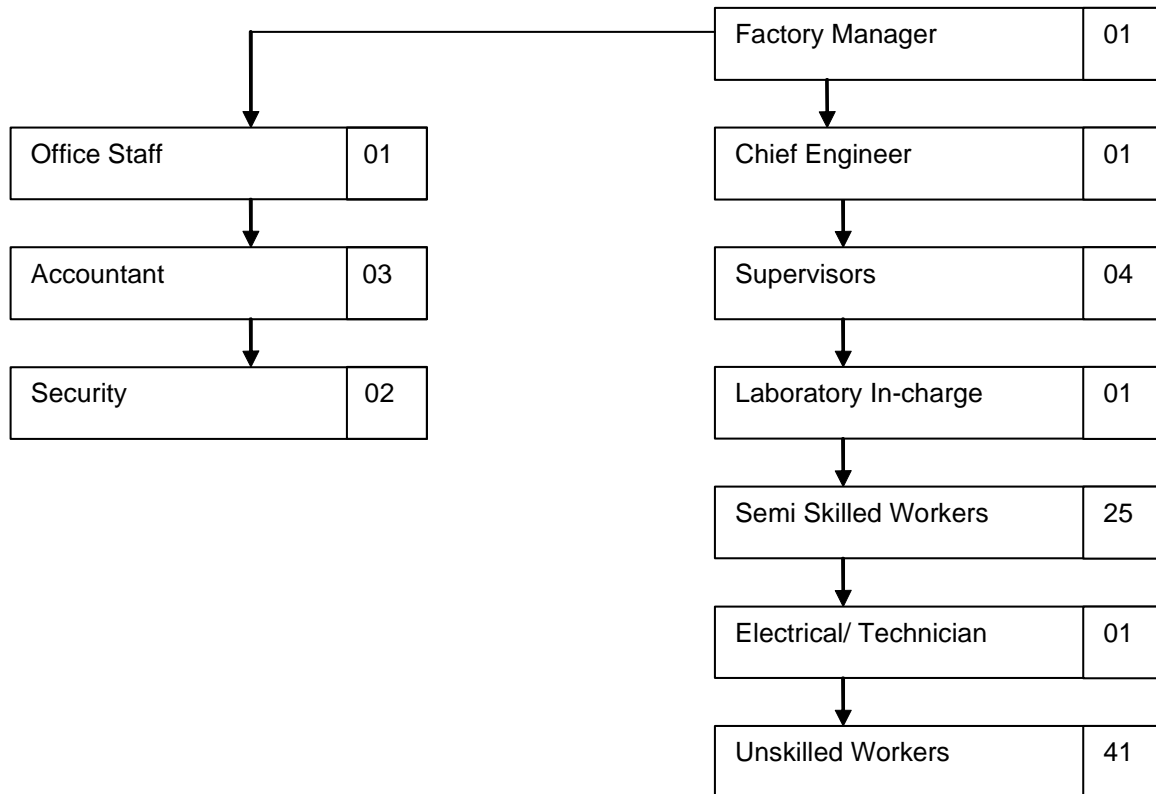 Factory Manager 01
Office Staff 01
Chief Engineer 01
Accountant 03
Supervisors 04
Security 02
Laboratory In-charge 01
Semi Skilled Workers 25
Electrical/ Technician 01
Unskilled Workers 41